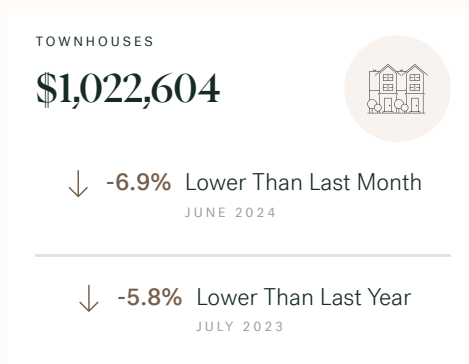 TOWNHOUSES
$1,022,604
-6.9% Lower Than Last Month
JUNE 2024
-5.8% Lower Than Last Year
JULY 2023